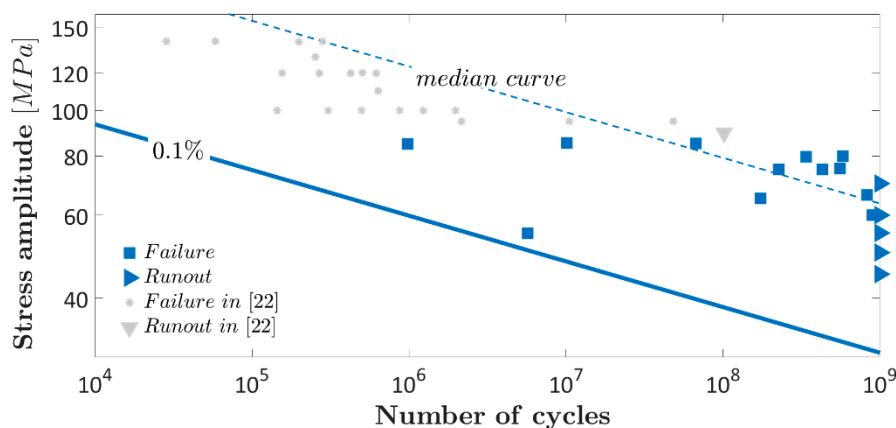 Stress amplitude [MPa]
150
120
100
80
60
40
median curve
0.1%
Failure
Runout
Failure in [22]
Runout in [22]
10^4
10^5
10^6
10^7
10^8
10^9
Number of cycles